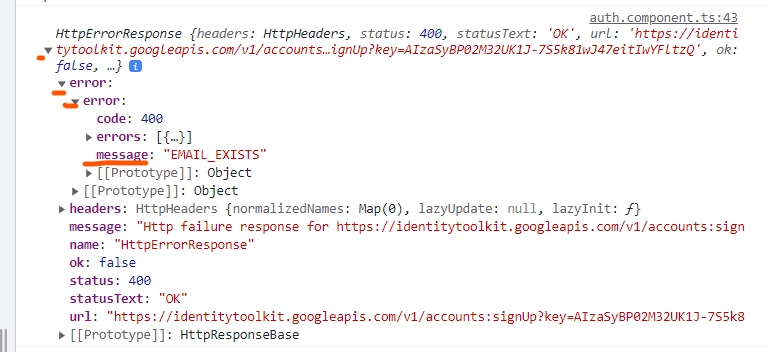 auth.component.ts:43
HttpErrorResponse {headers: HttpHeaders, status: 400, statusText: 'OK', url: 'https://identi
tytoolkit.googleapis.com/v1/accounts…ignUp?key=AIzaSyBP02M32UK1J-7S5k81wJ47eitIwYFltzQ', ok:
false, …} i
error:
error:
code: 400
errors: [{…}]
message: "EMAIL_EXISTS"
[[Prototype]]: Object
[[Prototype]]: Object
headers: HttpHeaders {normalizedNames: Map(0), lazyUpdate: null, lazyInit: ƒ}
message: "Http failure response for https://identitytoolkit.googleapis.com/v1/accounts:sign
name: "HttpErrorResponse"
ok: false
status: 400
statusText: "OK"
url: "https://identitytoolkit.googleapis.com/v1/accounts:signUp?key=AIzaSyBP02M32UK1J-7S5k8
[[Prototype]]: HttpResponseBase